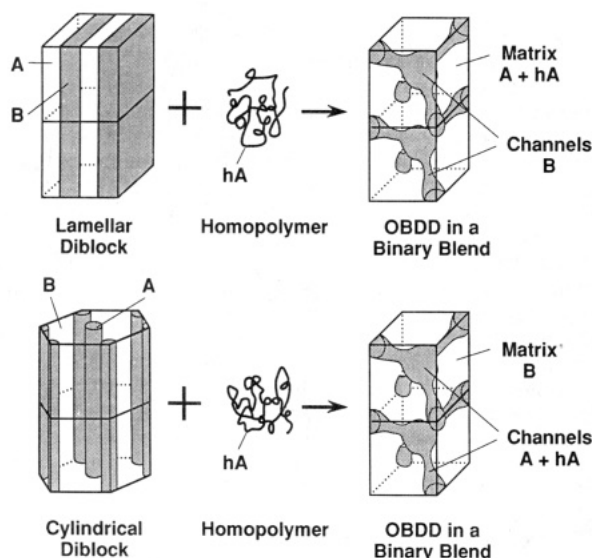 A
B
hA
Matrix
A + hA
Channels
B
Lamellar
Diblock
Homopolymer
OBDD in a
Binary Blend
B
A
hA
Matrix
B
Channels
A + hA
Cylindrical
Diblock
Homopolymer
OBDD in a
Binary Blend